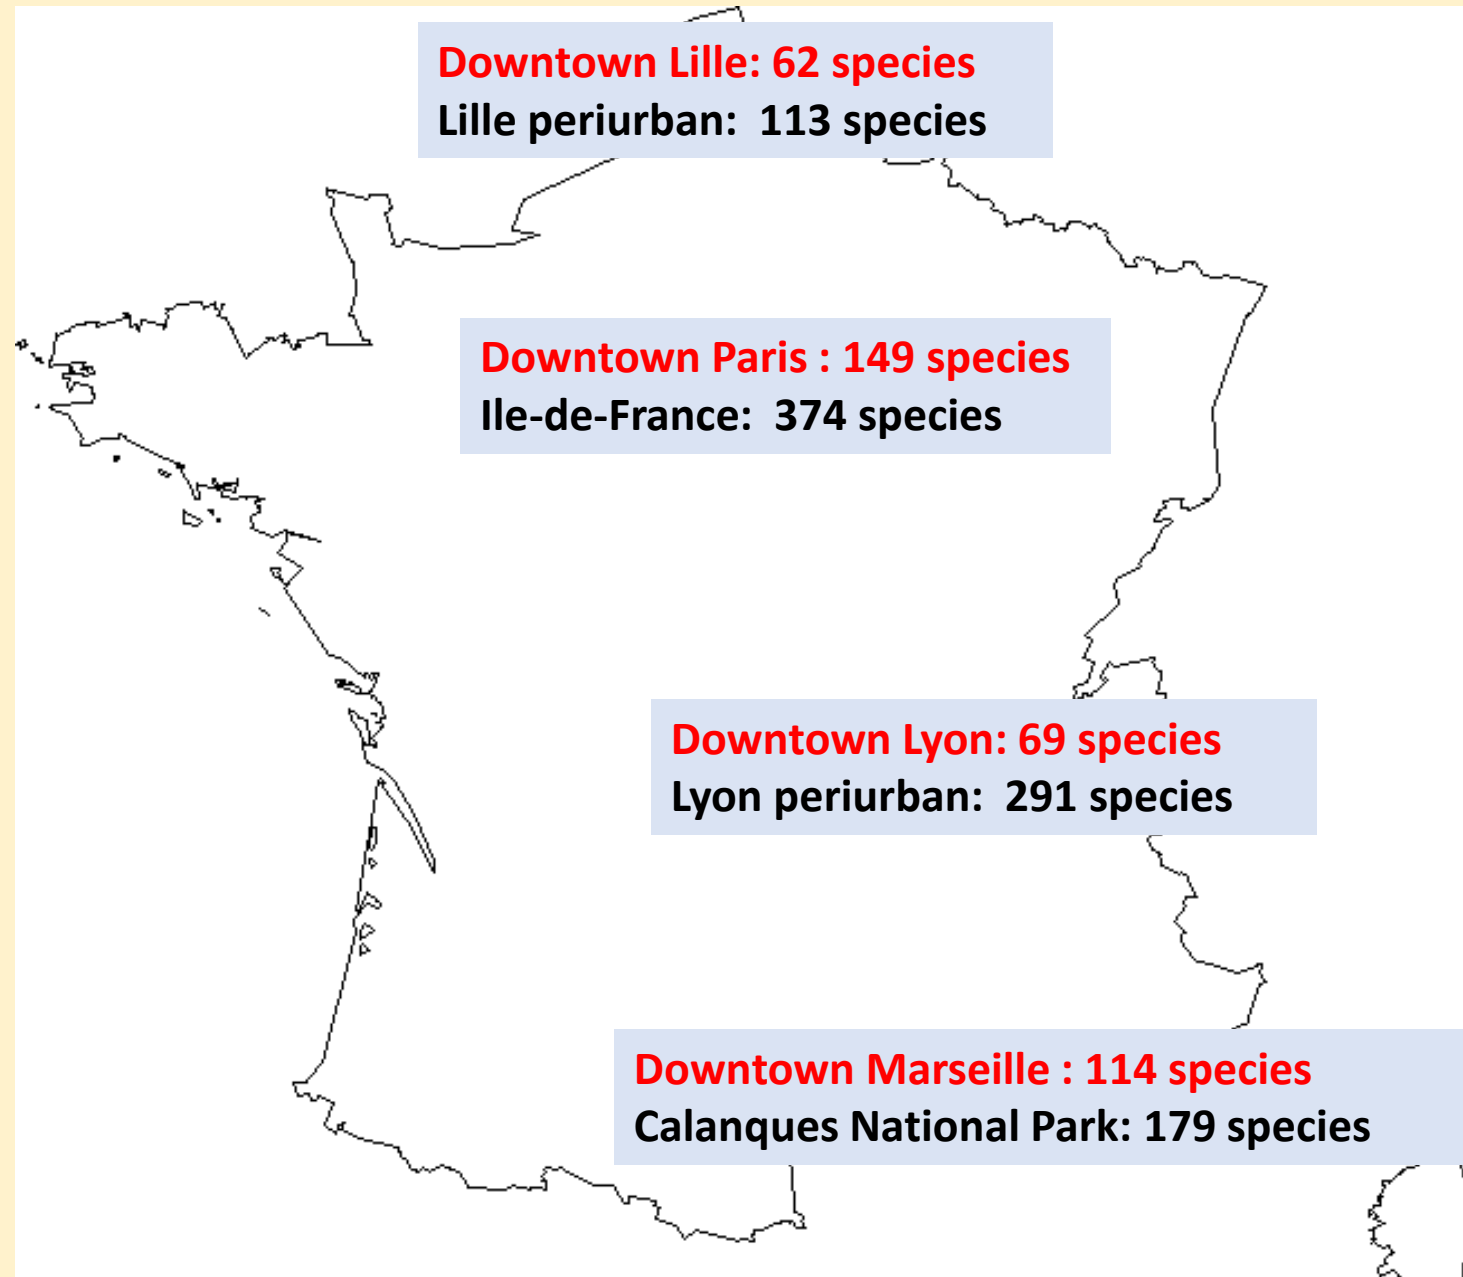 Downtown Lille: 62 species
Lille periurban:  113 species
Downtown Paris : 149 species
Ile-de-France:  374 species
Downtown Lyon: 69 species
Lyon periurban:  291 species
Downtown Marseille : 114 species
Calanques National Park: 179 species